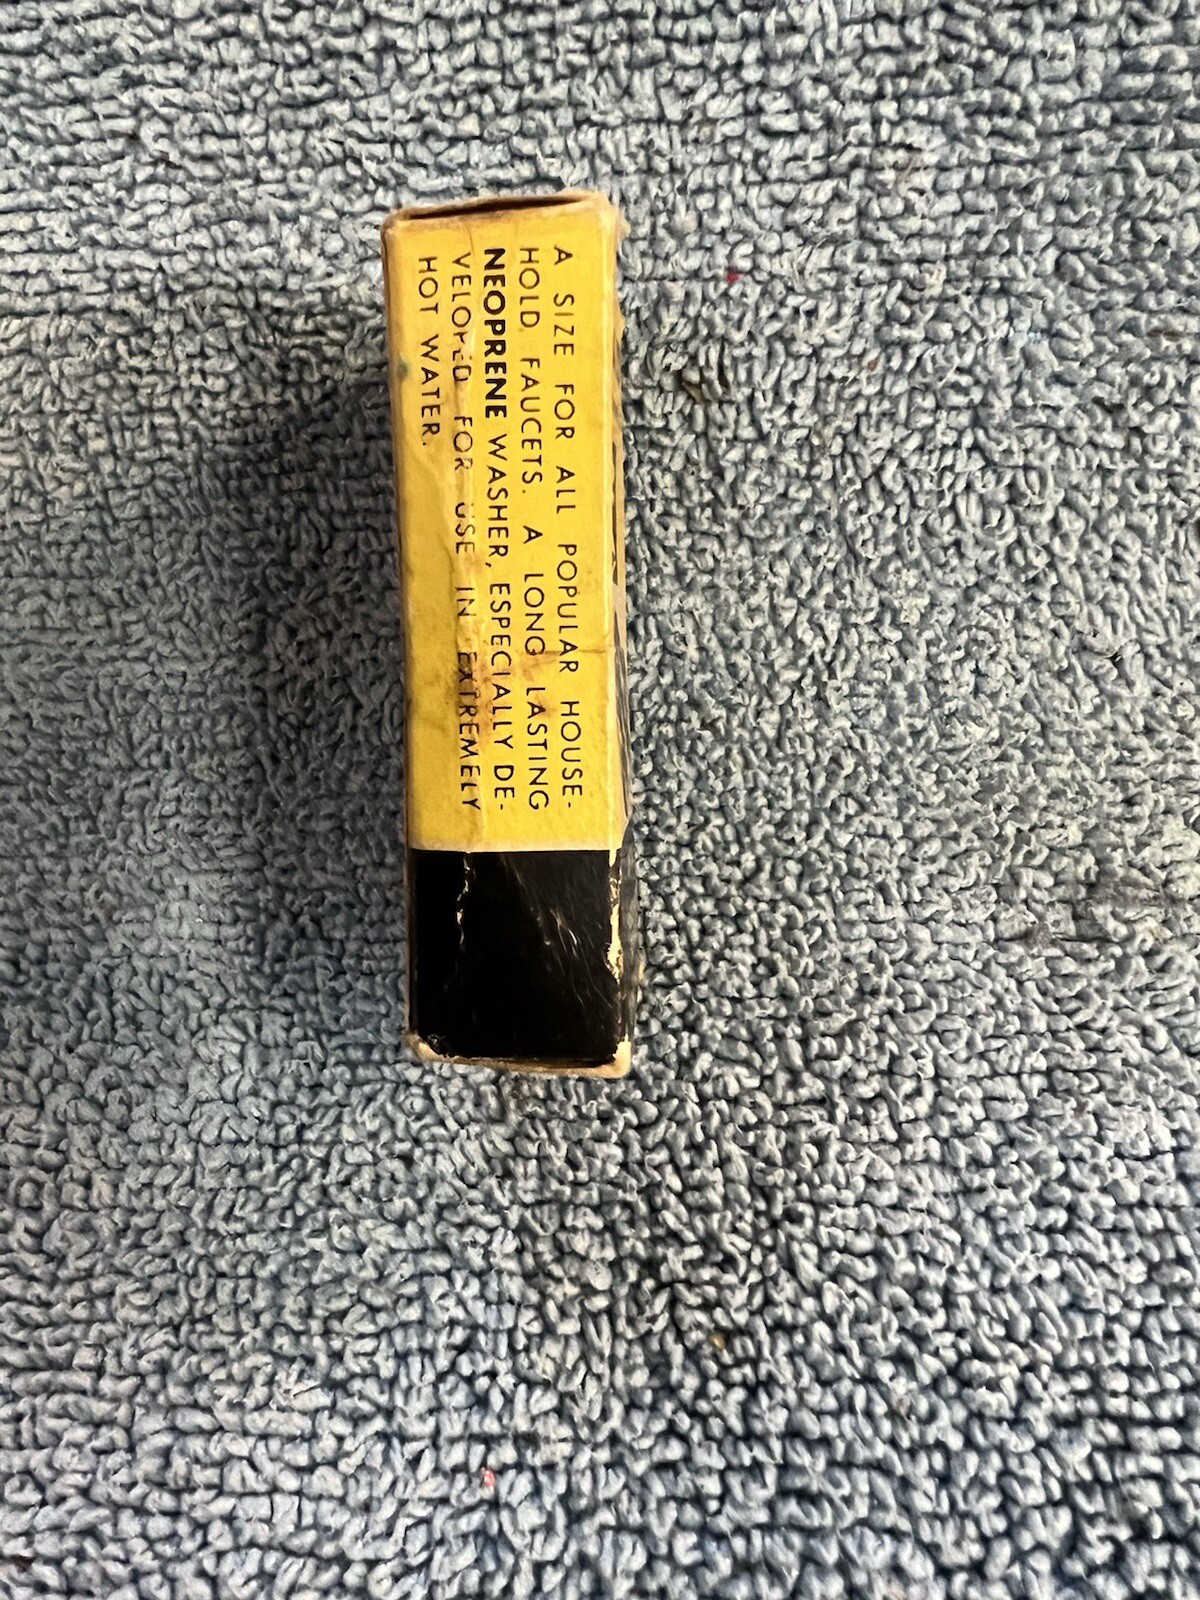 A SIZE FOR ALL POPULAR HOUSE-
HOLD FAUCETS. A LONG LASTING
NEOPRENE WASHER, ESPECIALLY DE-
VELOPED FOR USE IN EXTREMELY
HOT WATER.